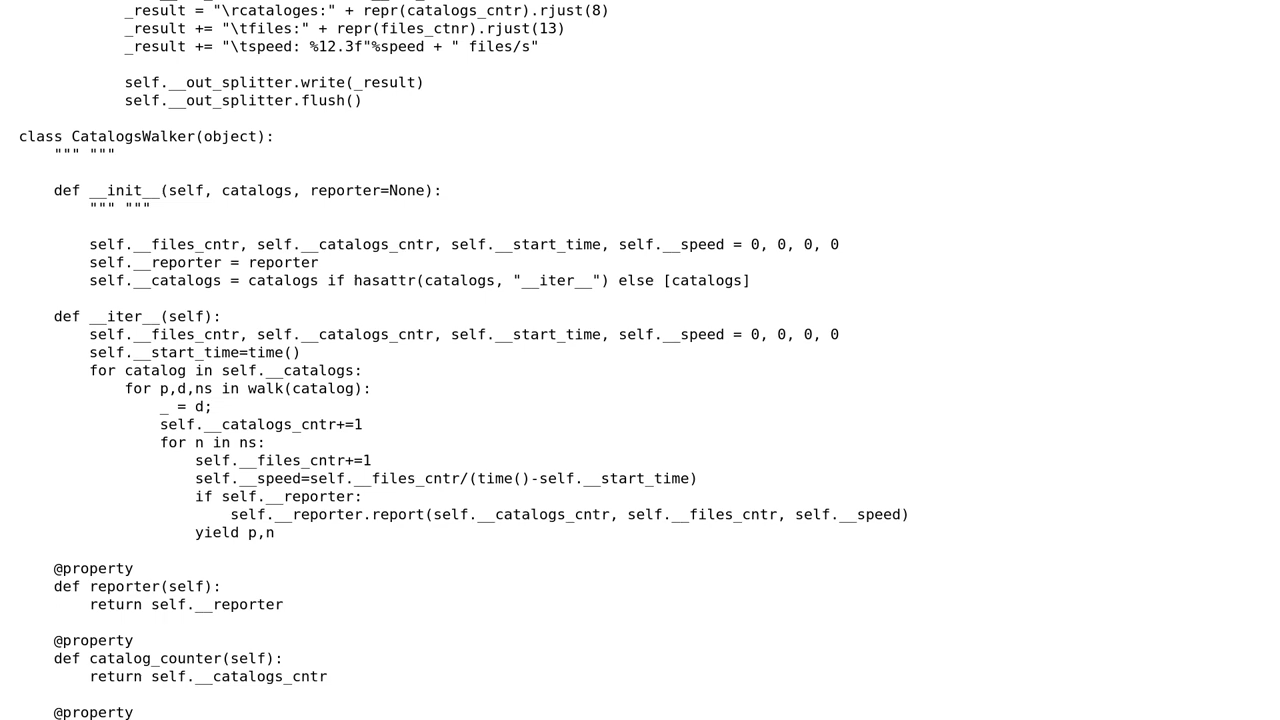 _result = "\rcataloges:" + repr(catalogs_cntr).rjust(8)
_result += "\tfiles:" + repr(files_ctnr).rjust(13)
_result += "\tspeed: %12.3f"%speed + " files/s"
self.__out_splitter.write(_result)
self.__out_splitter.flush()
class CatalogsWalker(object):
""" """
def __init__(self, catalogs, reporter=None):
""" """
self.__files_cntr, self.__catalogs_cntr, self.__start_time, self.__speed = 0, 0, 0, 0
self.__reporter = reporter
self.__catalogs = catalogs if hasattr(catalogs, "__iter__") else [catalogs]
def __iter__(self):
self.__files_cntr, self.__catalogs_cntr, self.__start_time, self.__speed = 0, 0, 0, 0
self.__start_time=time()
for catalog in self.__catalogs:
for p,d,ns in walk(catalog):
_ = d;
self.__catalogs_cntr+=1
for n in ns:
self.__files_cntr+=1
self.__speed=self.__files_cntr/(time()-self.__start_time)
if self.__reporter:
self.__reporter.report(self.__catalogs_cntr, self.__files_cntr, self.__speed)
yield p,n
@property
def reporter(self):
return self.__reporter
@property
def catalog_counter(self):
return self.__catalogs_cntr
@property